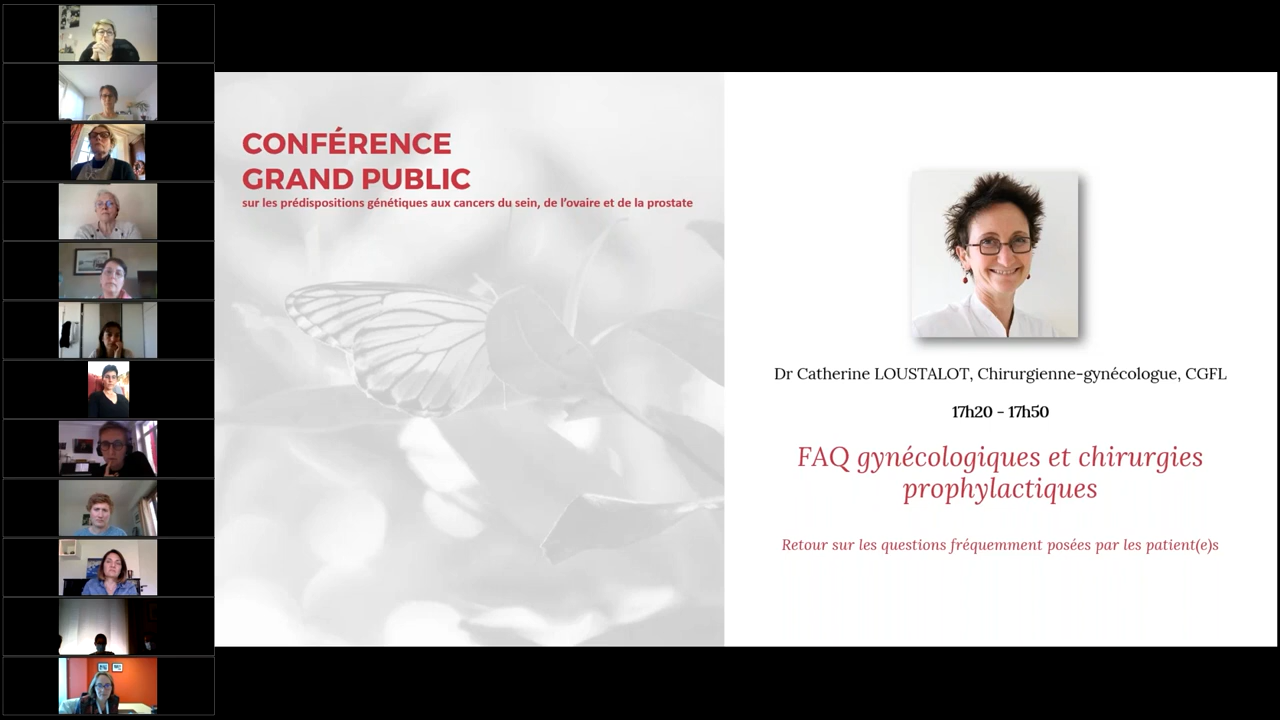 CONFÉRENCE
GRAND PUBLIC
sur les prédispositions génétiques aux cancers du sein, de l’ovaire et de la prostate
Dr Catherine LOUSTALOT, Chirurgienne-gynécologue, CGFL
17h20 - 17h50
FAQ gynécologiques et chirurgies
prophylactiques
Retour sur les questions fréquemment posées par les patient(e)s